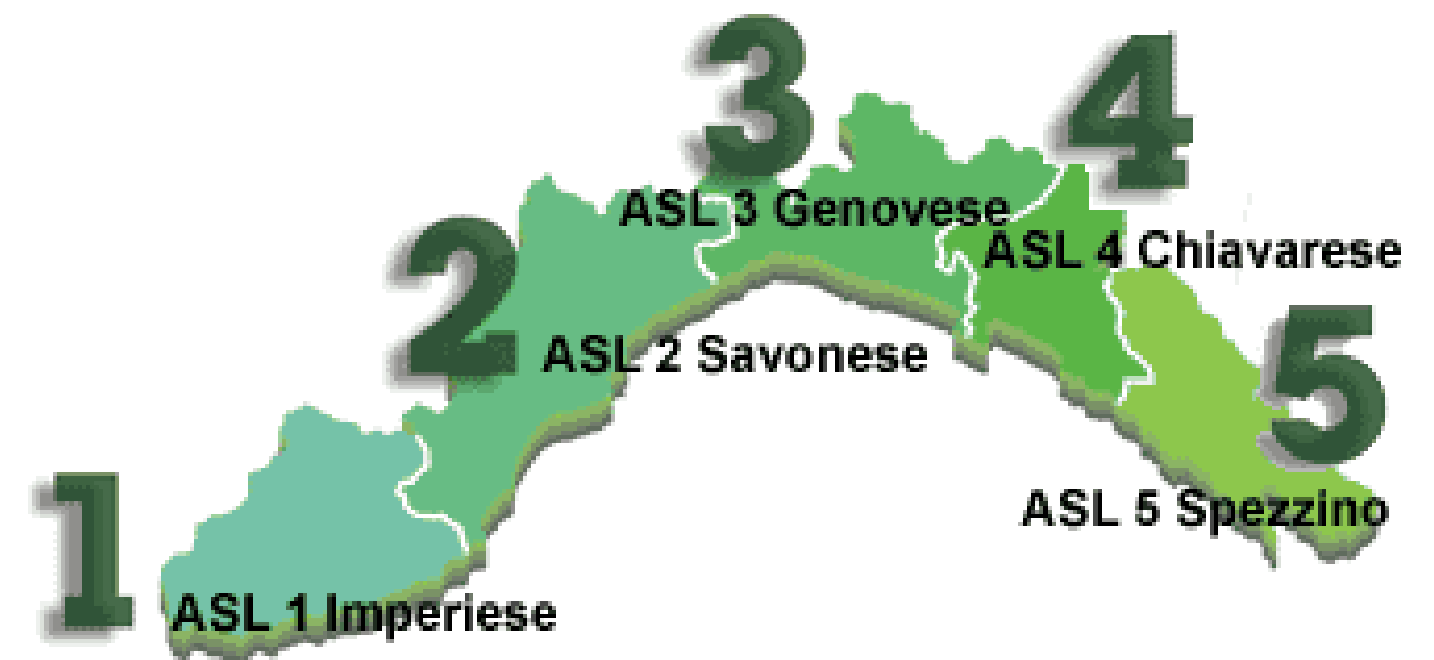 3
4
ASL 3 Genovese
2
ASL 4 Chiavarese
5
ASL 2 Savonese
1
ASL 5 Spezzino
ASL 1 Imperiese